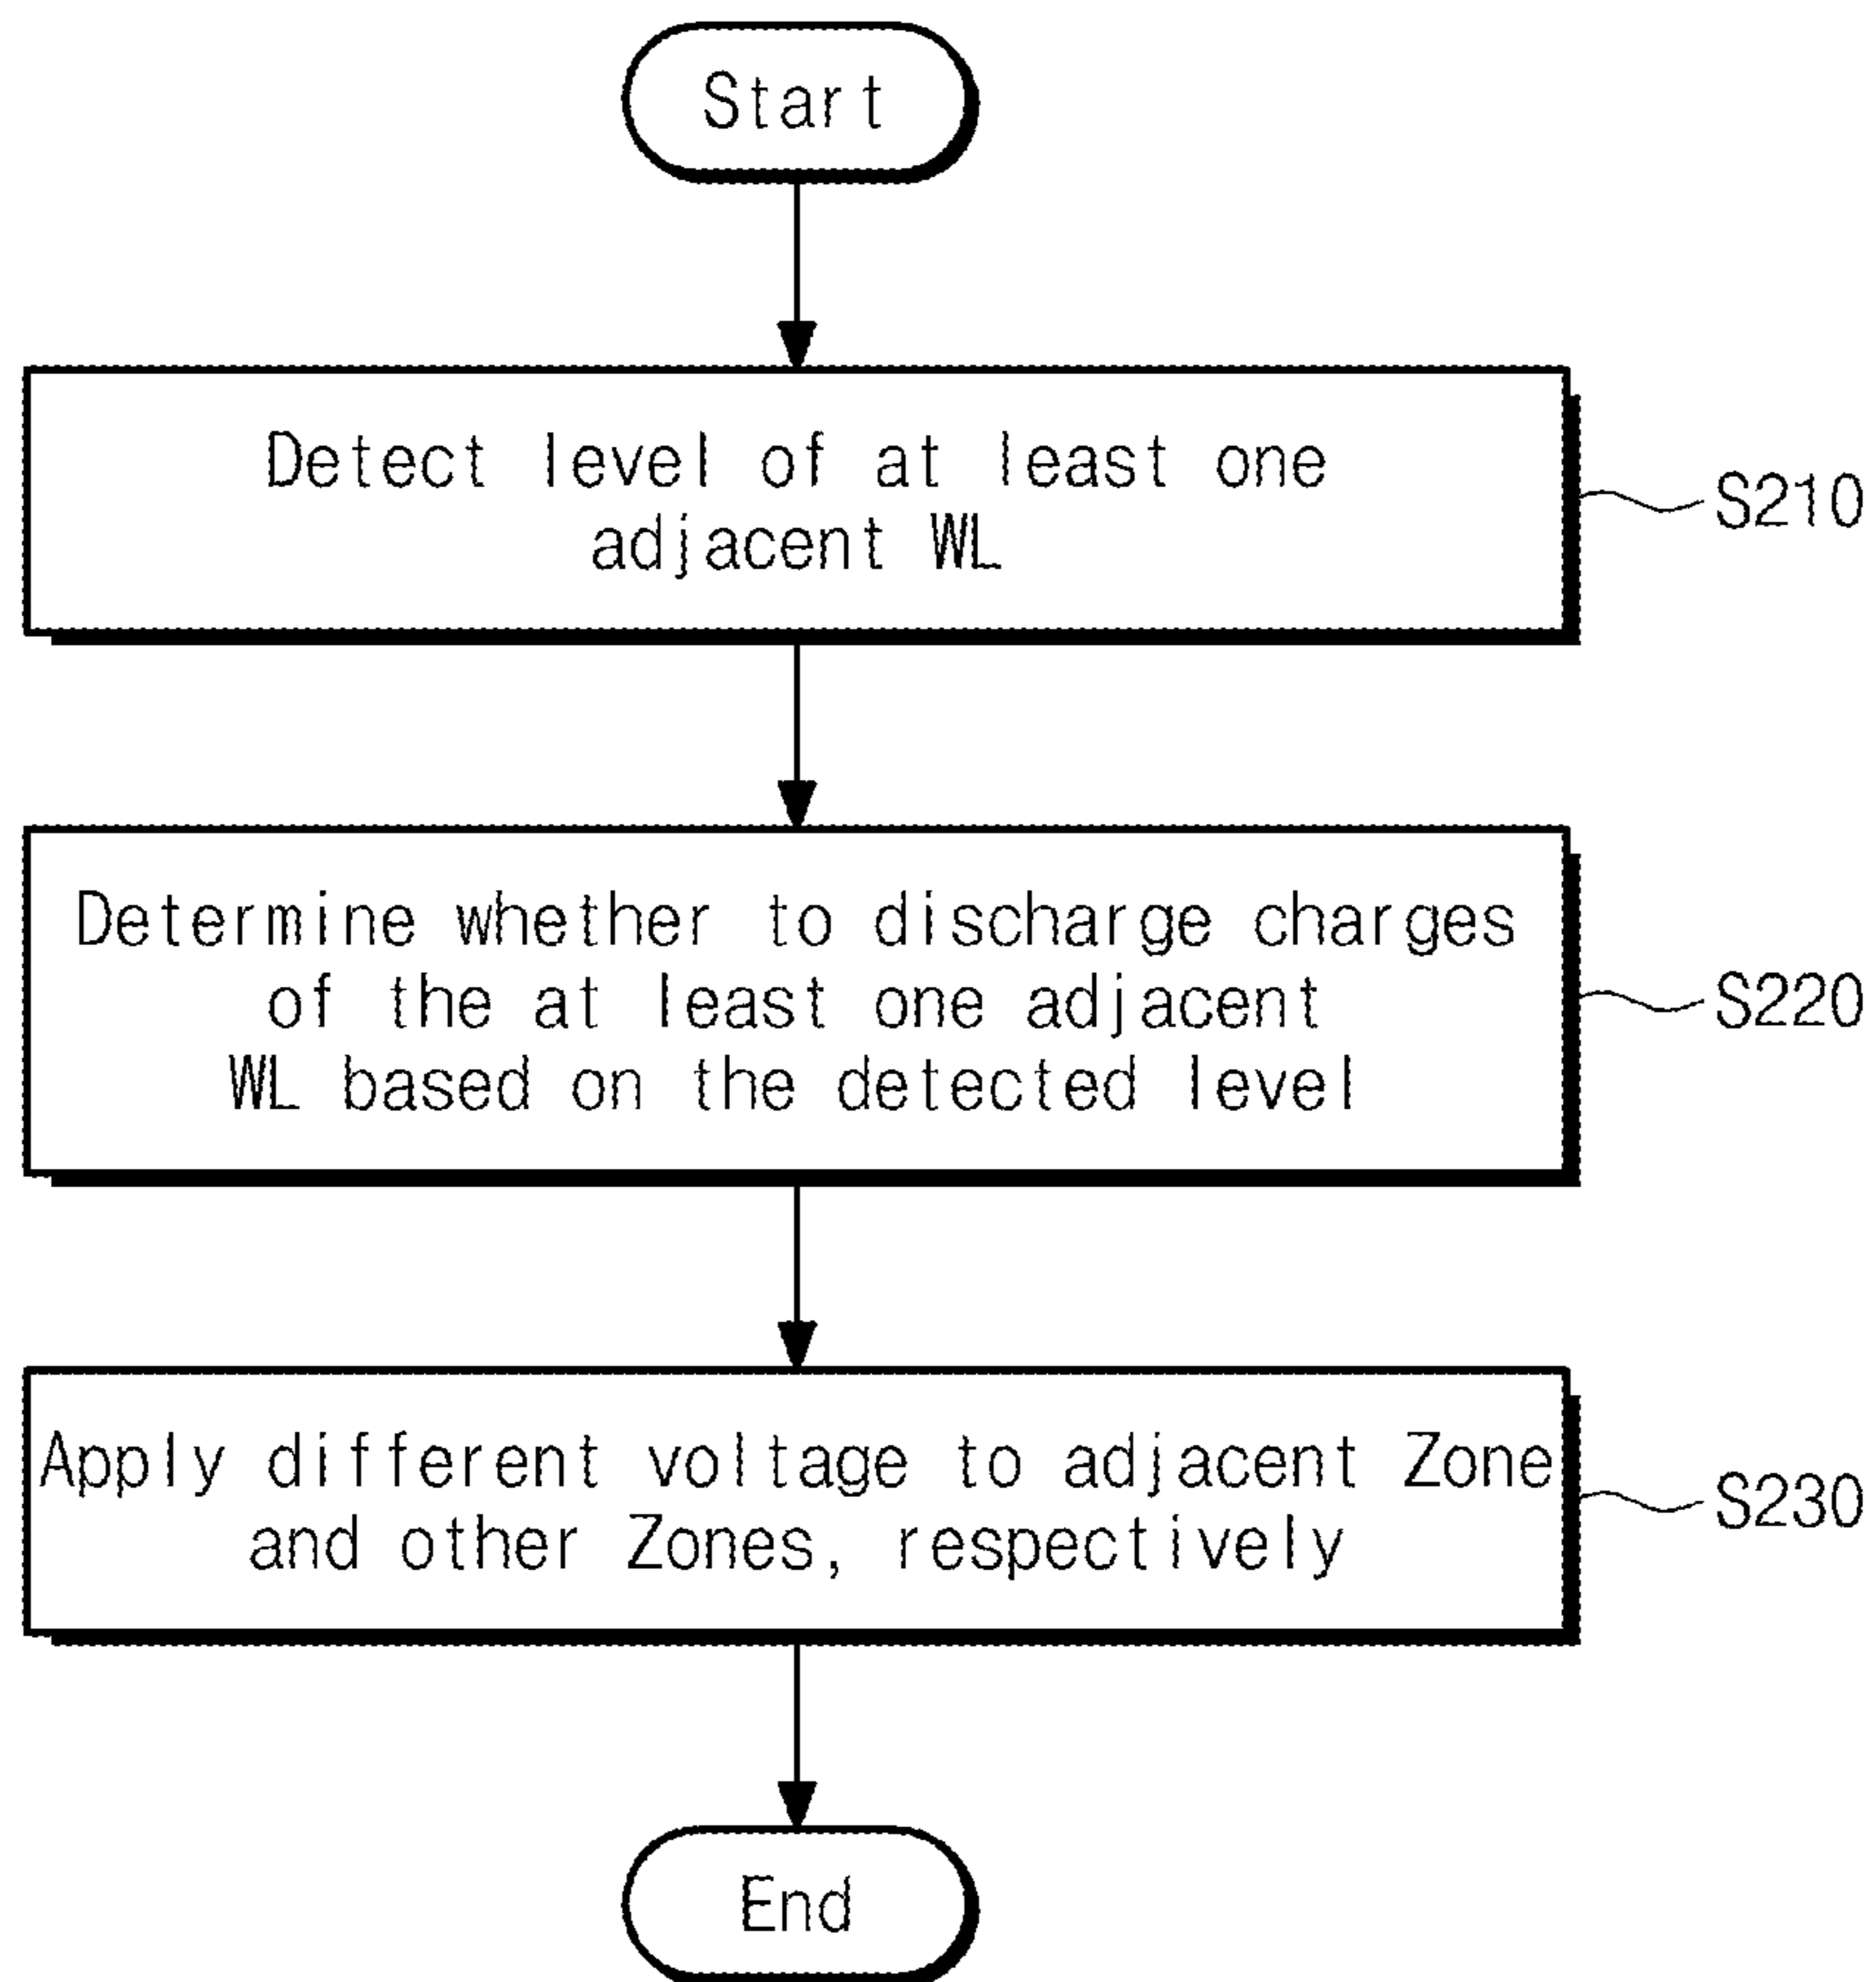 Start
Detect level of at least one
adjacent WL
S210
Determine whether to discharge charges
of the at least one adjacent
WL based on the detected level
S220
Apply different voltage to adjacent Zone
and other Zones, respectively
S230
End